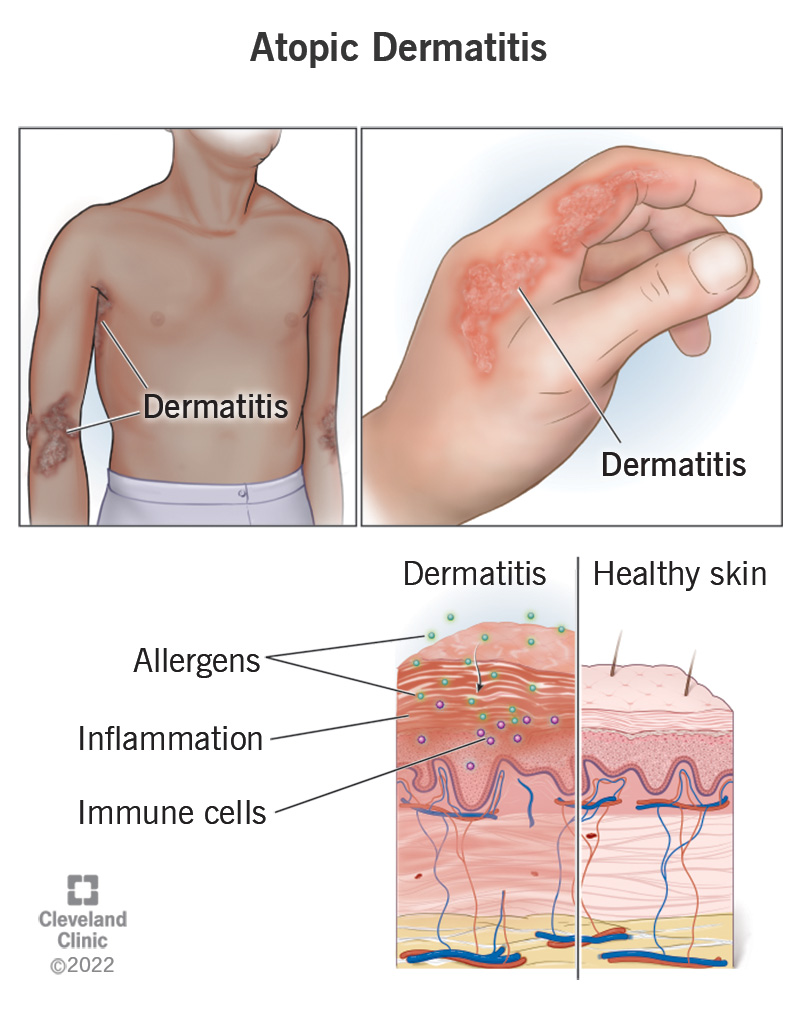 Atopic Dermatitis
Dermatitis
Dermatitis
Dermatitis
Healthy skin
Allergens
Inflammation
Immune cells
Cleveland
Clinic
©2022